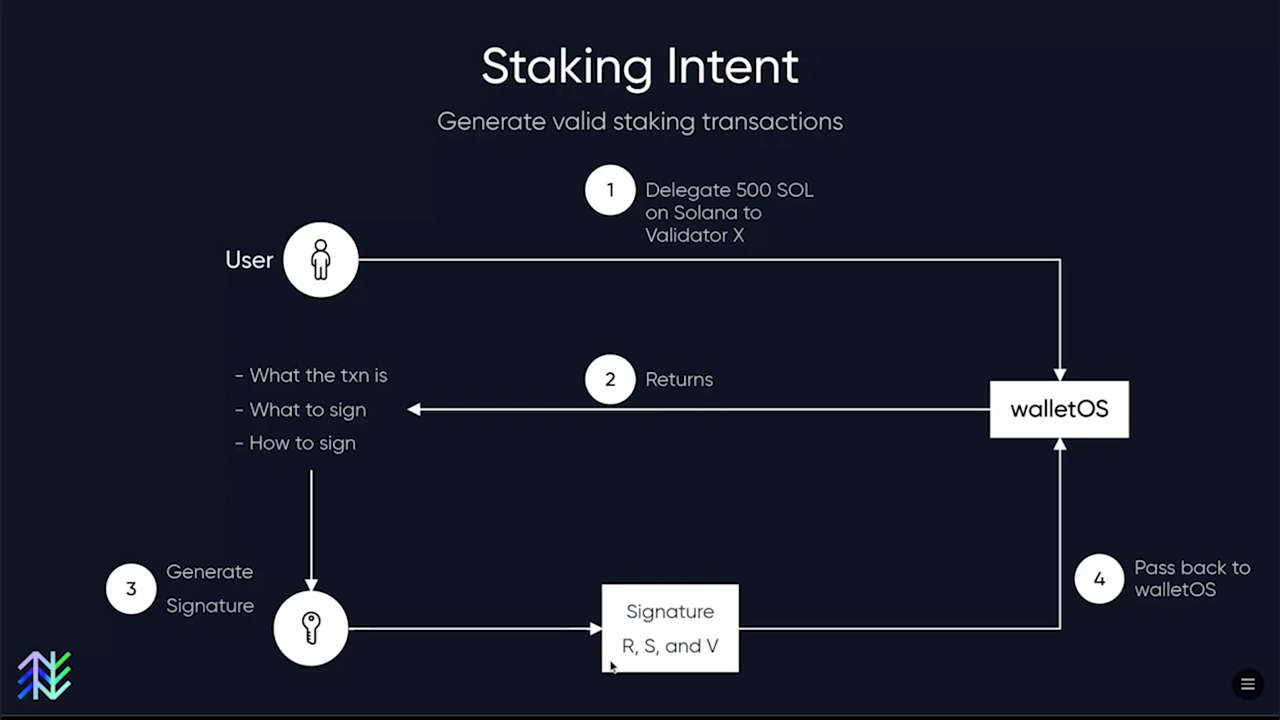 Staking Intent
Generate valid staking transactions
1
Delegate 500 SOL
on Solana to
Validator X
User
- What the txn is
- What to sign
- How to sign
2
Returns
walletOS
3
Generate
Signature
Signature
R, S, and V
4
Pass back to
walletOS